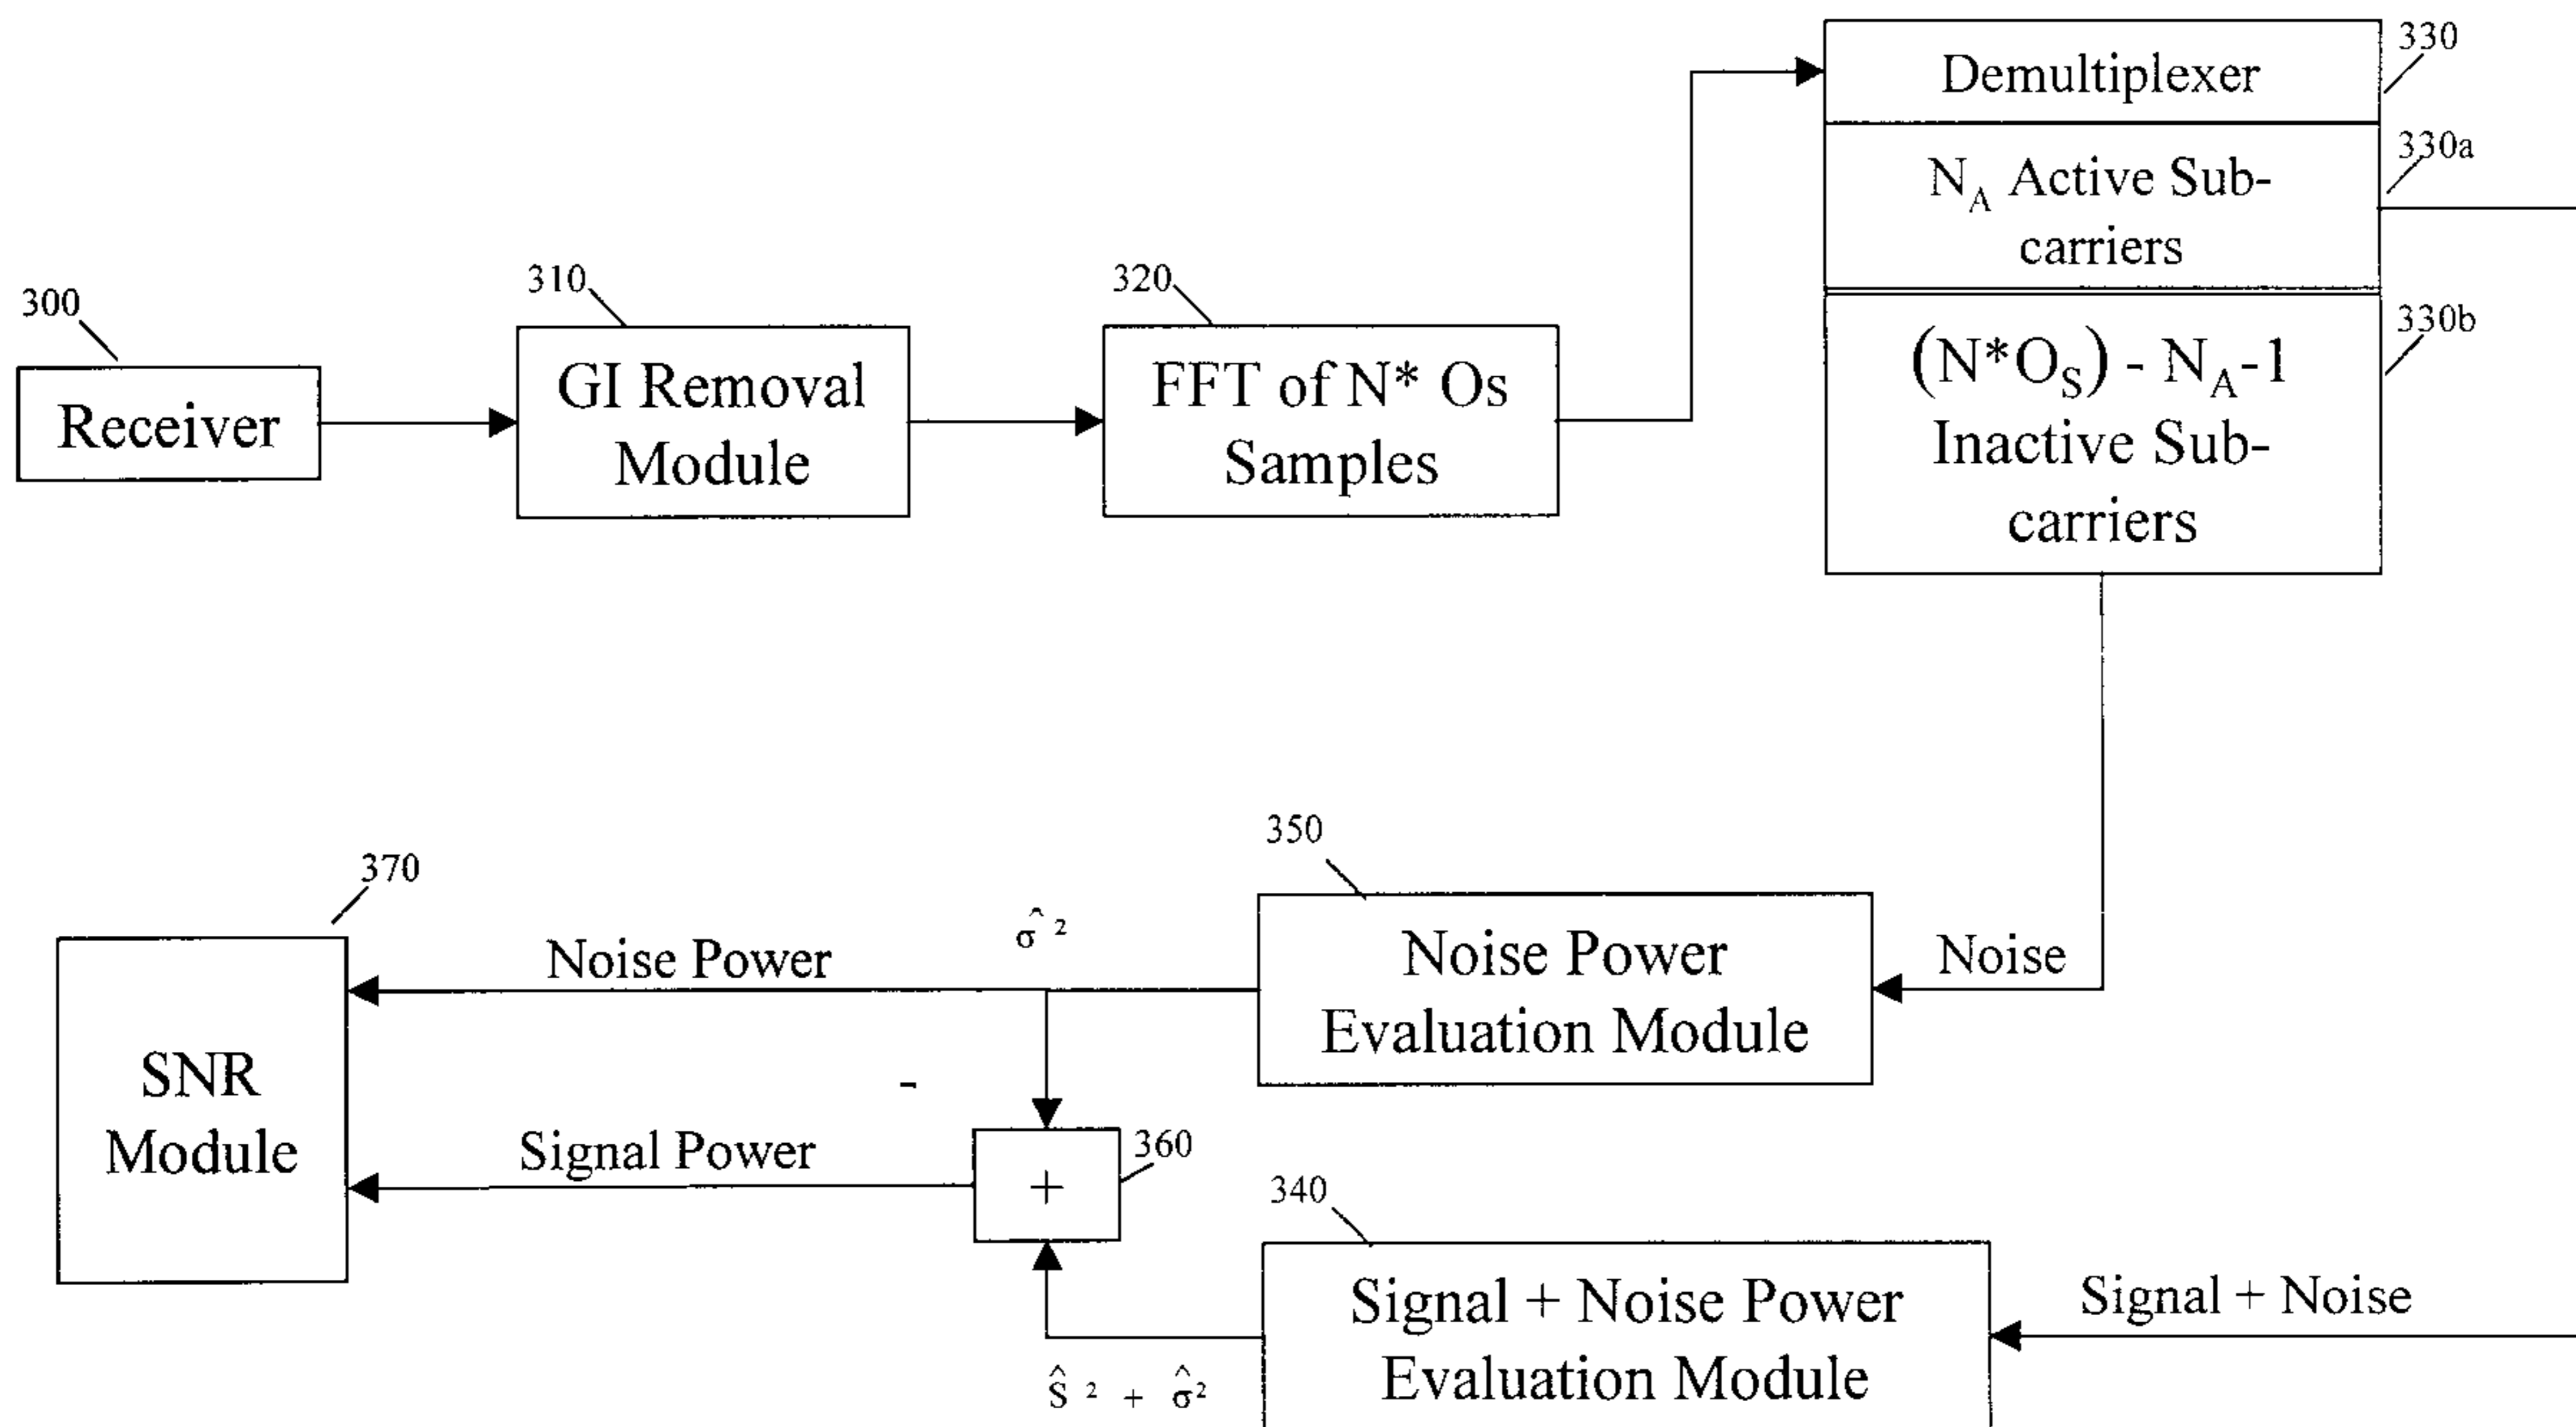 330
Demultiplexer
330a
N_A Active Sub-
carriers
330b
(N*O_S) - N_A-1
Inactive Sub-
carriers
300
Receiver
310
GI Removal
Module
320
FFT of N* Os
Samples
350
Noise Power
Evaluation Module
Noise
370
SNR
Module
Noise Power
σ̂ ²
-
Signal Power
+
360
340
Signal + Noise Power
Evaluation Module
Signal + Noise
Ŝ ² + σ̂²